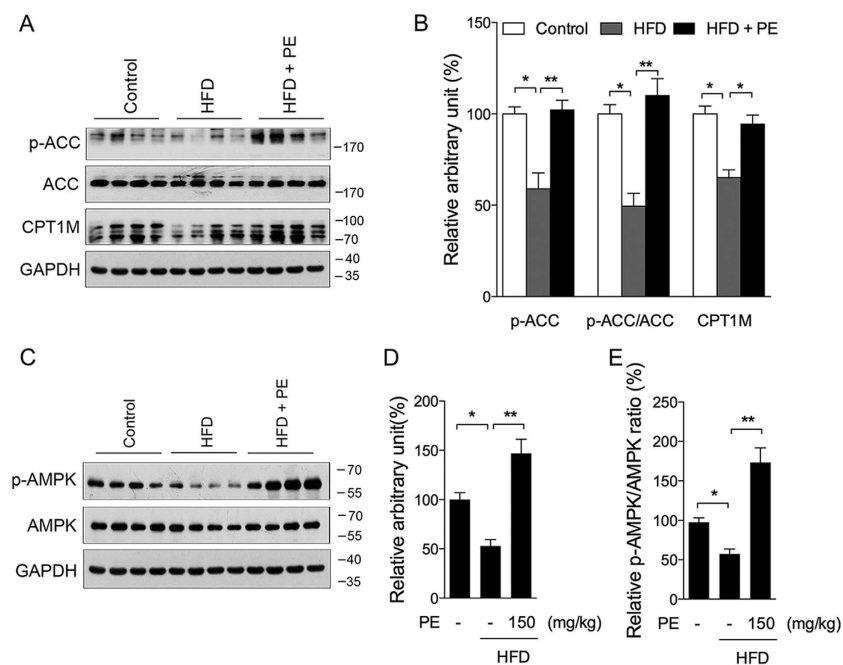 A
Control
HFD
HFD + PE
p-ACC
-170
ACC
-170
CPT1M
-100
-70
GAPDH
-40
-35
B
Control HFD HFD + PE
Relative arbitrary unit (%)
150
100
50
0
* **
* **
* *
p-ACC p-ACC/ACC CPT1M
C
Control
HFD
HFD + PE
p-AMPK
-70
-55
AMPK
-70
-55
GAPDH
-40
-35
D
Relative arbitrary unit(%)
200
150
100
50
0
* **
PE - - 150 (mg/kg)
HFD
E
Relative p-AMPK/AMPK ratio (%)
250
200
150
100
50
0
*
**
PE - - 150 (mg/kg)
HFD